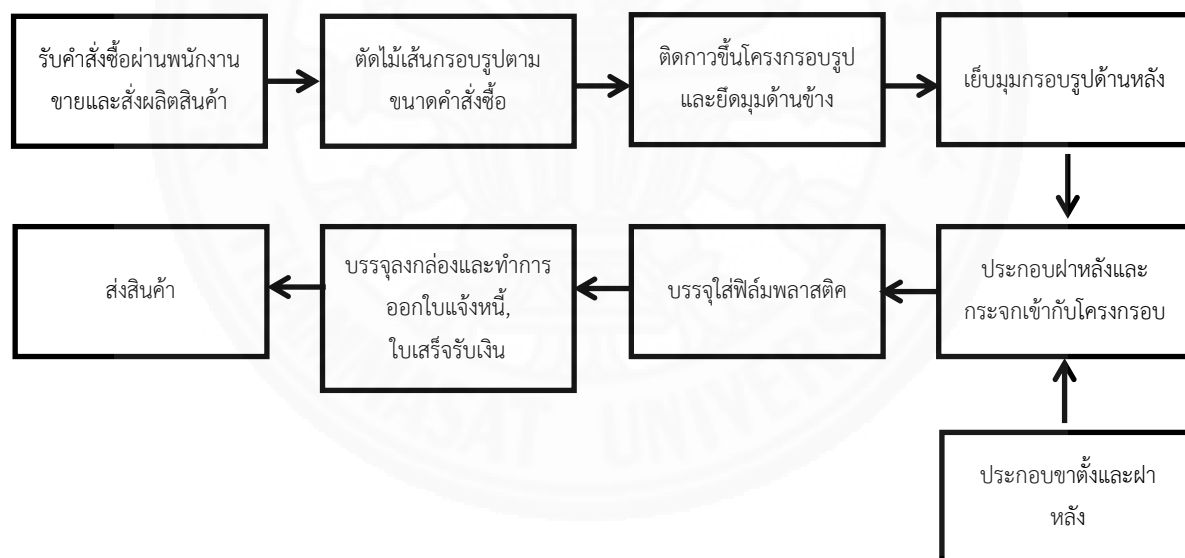 รับคำสั่งซื้อผ่านพนักงาน
ขายและสั่งผลิตสินค้า
ตัดไม้เส้นกรอบรูปตาม
ขนาดคำสั่งซื้อ
ติดกาวขึ้นโครงกรอบรูป
และยึดมุมด้านข้าง
เย็บมุมกรอบรูปด้านหลัง
ประกอบฝาหลังและ
กระจกเข้ากับโครงกรอบ
บรรจุใส่ฟิล์มพลาสติค
บรรจุลงกล่องและทำการ
ออกใบแจ้งหนี้,
ใบเสร็จรับเงิน
ส่งสินค้า
ประกอบขาตั้งและฝา
หลัง
THAMMASAT UNIVERSITY